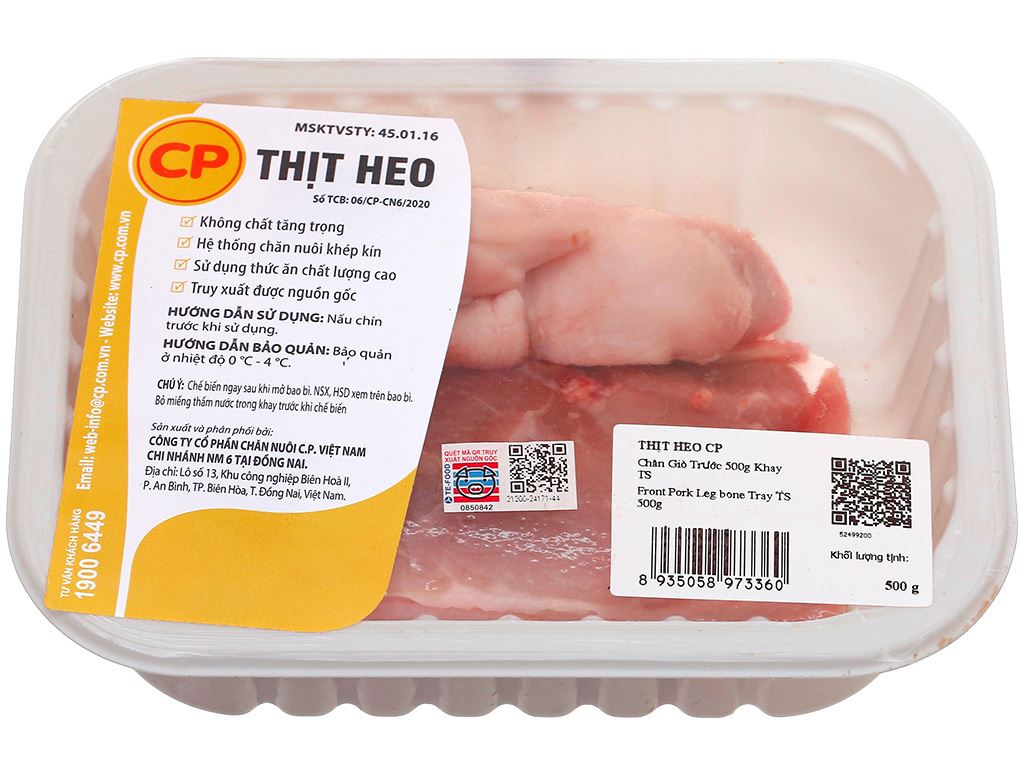 MSKTVSTY: 45.01.16
CP
THỊT HEO
Số TCB: 06/CP-CN6/2020
Không chất tăng trọng
Hệ thống chăn nuôi khép kín
Sử dụng thức ăn chất lượng cao
Truy xuất được nguồn gốc
HƯỚNG DẪN SỬ DỤNG: Nấu chín
trước khi sử dụng.
HƯỚNG DẪN BẢO QUẢN: Bảo quản
ở nhiệt độ 0 °C - 4 °C.
CHÚ Ý: Chế biến ngay sau khi mở bao bì. NSX, HSD xem trên bao bì.
Bỏ miếng thấm nước trong khay trước khi chế biến
Sản xuất và phân phối bởi:
CÔNG TY CỔ PHẦN CHĂN NUÔI C.P. VIỆT NAM
CHI NHÁNH NM 6 TẠI ĐỒNG NAI.
Địa chỉ: Lô số 13, Khu công nghiệp Biên Hoà II,
P. An Bình, TP. Biên Hòa, T. Đồng Nai, Việt Nam.
Email: web-info@cp.com.vn - Website: www.cp.com.vn
TƯ VẤN KHÁCH HÀNG
1900 6449
QUÉT MÃ QR TRUY
XUẤT NGUỒN GỐC
TE-FOOD
0850842
21200-24171-44
THỊT HEO CP
Chân Giò Trước 500g Khay
TS
Front Pork Leg bone Tray TS
500g
8 935058 973360
52499200
Khối lượng tịnh:
500 g